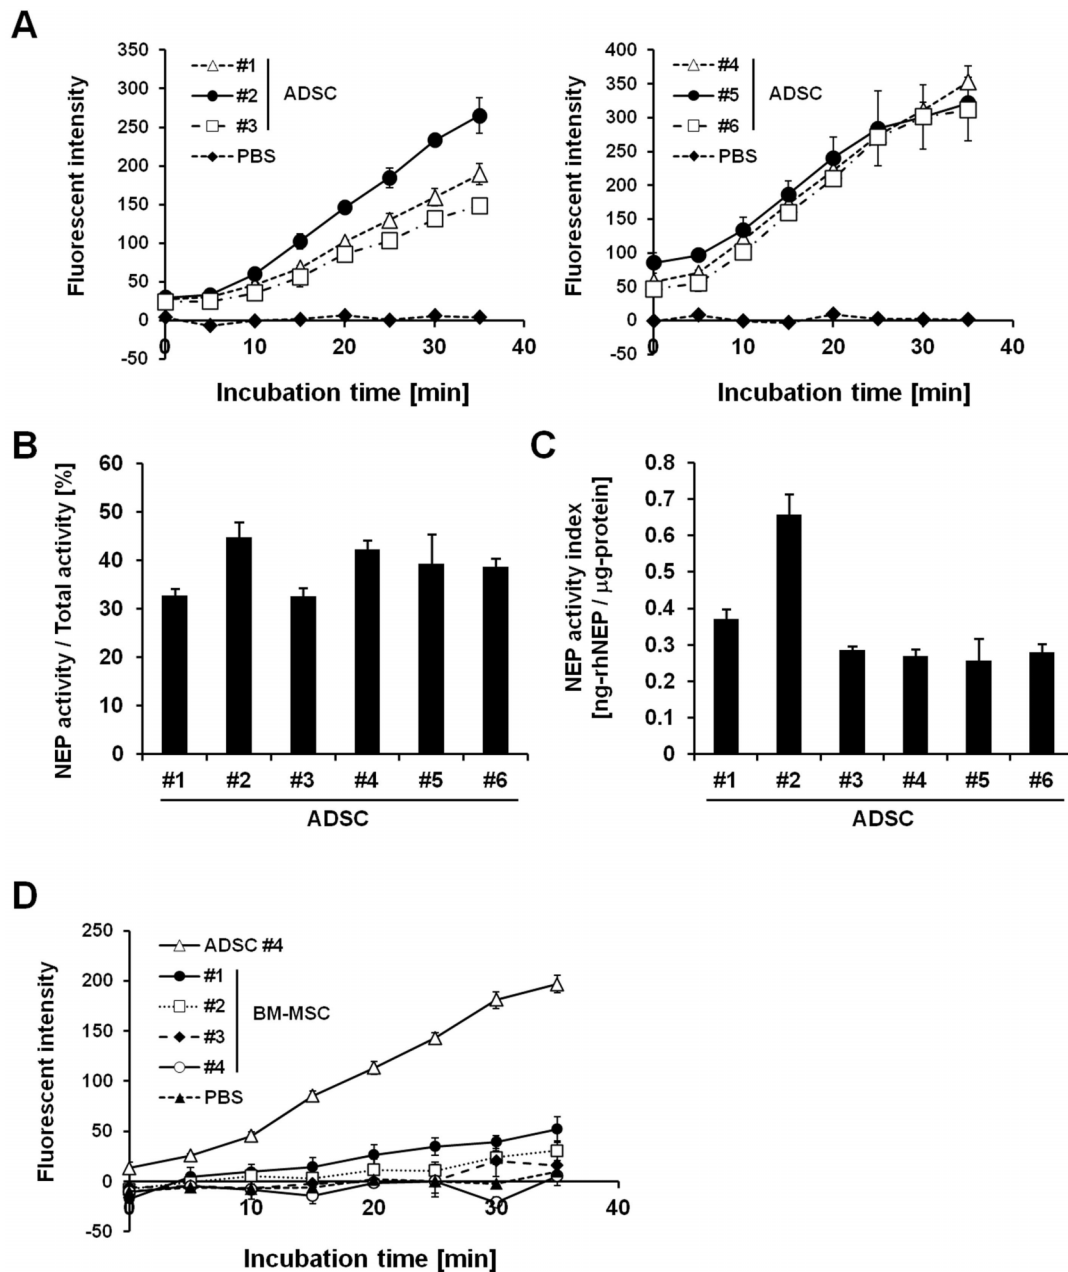 A
350
300
250
200
150
100
50
0
-50
0 10 20 30 40
Fluorescent intensity
Incubation time [min]
#1
#2
#3
ADSC
PBS
400
350
300
250
200
150
100
50
0
-50
0 10 20 30 40
Fluorescent intensity
Incubation time [min]
#4
#5
#6
ADSC
PBS
B
60
50
40
30
20
10
0
NEP activity / Total activity [%]
#1 #2 #3 #4 #5 #6
ADSC
C
0.8
0.7
0.6
0.5
0.4
0.3
0.2
0.1
0
NEP activity index
[ng-rhNEP / μg-protein]
#1 #2 #3 #4 #5 #6
ADSC
D
250
200
150
100
50
0
-50
0 10 20 30 40
Fluorescent intensity
Incubation time [min]
ADSC #4
#1
#2
#3
#4
BM-MSC
PBS